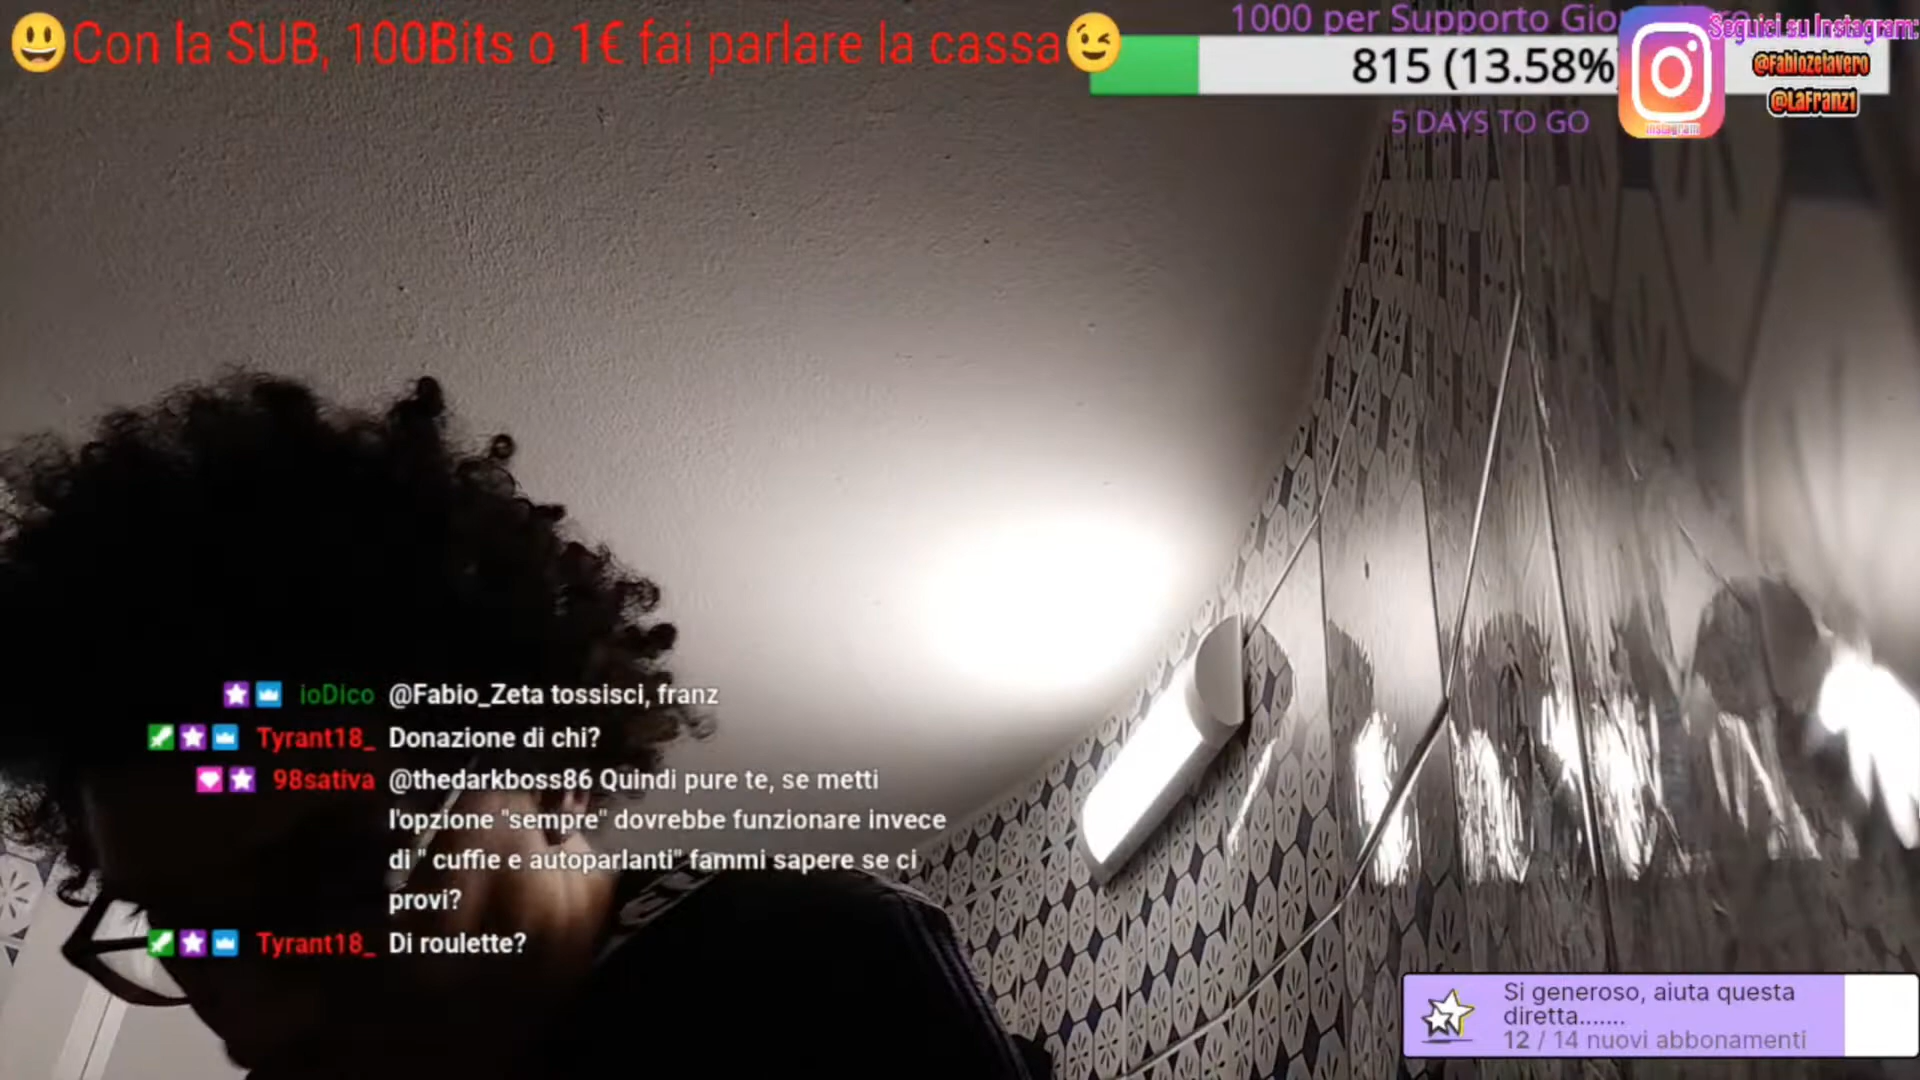 Con la SUB, 100Bits o 1€ fai parlare la cassa
1000 per Supporto
815 (13.58%
5 DAYS TO GO
Instagram
Seguici su Instagram:
@FabioZetaVero
@LaFranz1
ioDico @Fabio_Zeta tossisci, franz
Tyrant18_ Donazione di chi?
98sativa @thedarkboss86 Quindi pure te, se metti
l'opzione "sempre" dovrebbe funzionare invece
di " cuffie e autoparlanti" fammi sapere se ci
provi?
Tyrant18_ Di roulette?
Si generoso, aiuta questa
diretta.......
12 / 14 nuovi abbonamenti